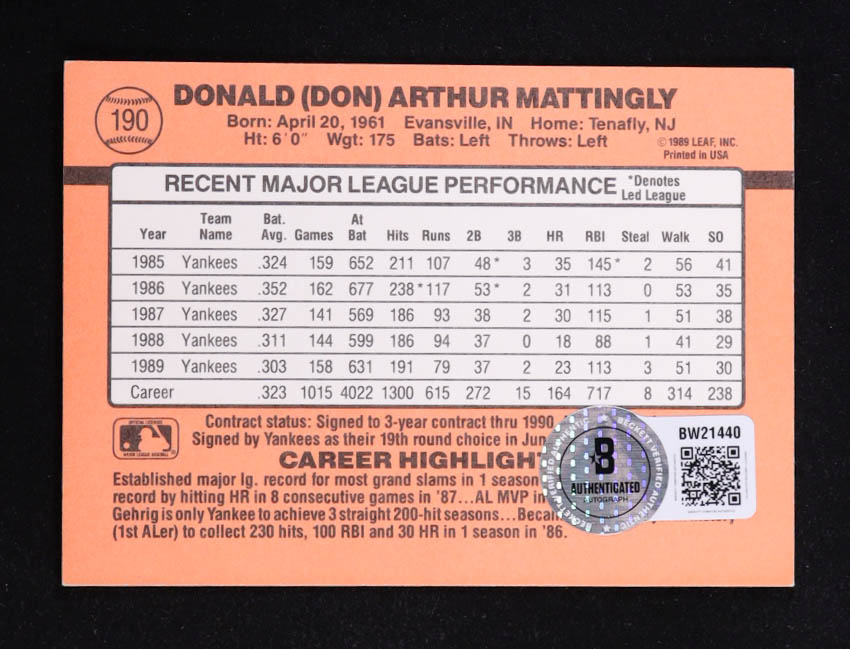 190
DONALD (DON) ARTHUR MATTINGLY
Born: April 20, 1961 Evansville, IN Home: Tenafly, NJ
Ht: 6'0" Wgt: 175 Bats: Left Throws: Left
© 1989 LEAF, INC.
Printed in USA
RECENT MAJOR LEAGUE PERFORMANCE *Denotes Led League
Year Team Name Bat. Avg. Games At Bat Hits Runs 2B 3B HR RBI Steal Walk SO
1985 Yankees .324 159 652 211 107 48* 3 35 145* 2 56 41
1986 Yankees .352 162 677 238* 117 53* 2 31 113 0 53 35
1987 Yankees .327 141 569 186 93 38 2 30 115 1 51 38
1988 Yankees .311 144 599 186 94 37 0 18 88 1 41 29
1989 Yankees .303 158 631 191 79 37 2 23 113 3 51 30
Career .323 1015 4022 1300 615 272 15 164 717 8 314 238
Contract status: Signed to 3-year contract thru 1990
Signed by Yankees as their 19th round choice in Jun
CAREER HIGHLIGHT
Established major lg. record for most grand slams in 1 season
record by hitting HR in 8 consecutive games in '87...AL MVP in
Gehrig is only Yankee to achieve 3 straight 200-hit seasons...Becam
(1st ALer) to collect 230 hits, 100 RBI and 30 HR in 1 season in '86.
OFFICIAL LICENSEE
MAJOR LEAGUE BASEBALL
BECKETT VERIFIED AUTHENTIC
B
AUTHENTICATED
AUTOGRAPH
BW21440